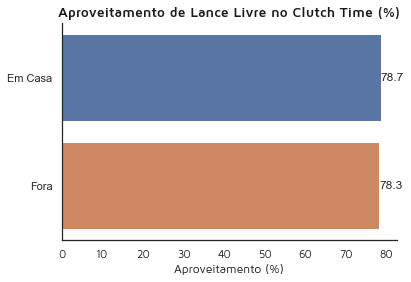 Aproveitamento de Lance Livre no Clutch Time (%)
Em Casa
78.7
Fora
78.3
0 10 20 30 40 50 60 70 80
Aproveitamento (%)